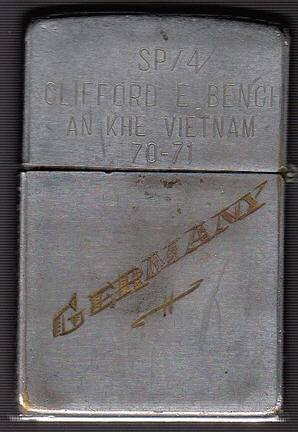 SP/4
CLIFFORD E BENCH
AN KHE VIETNAM
70-71
GERMANY